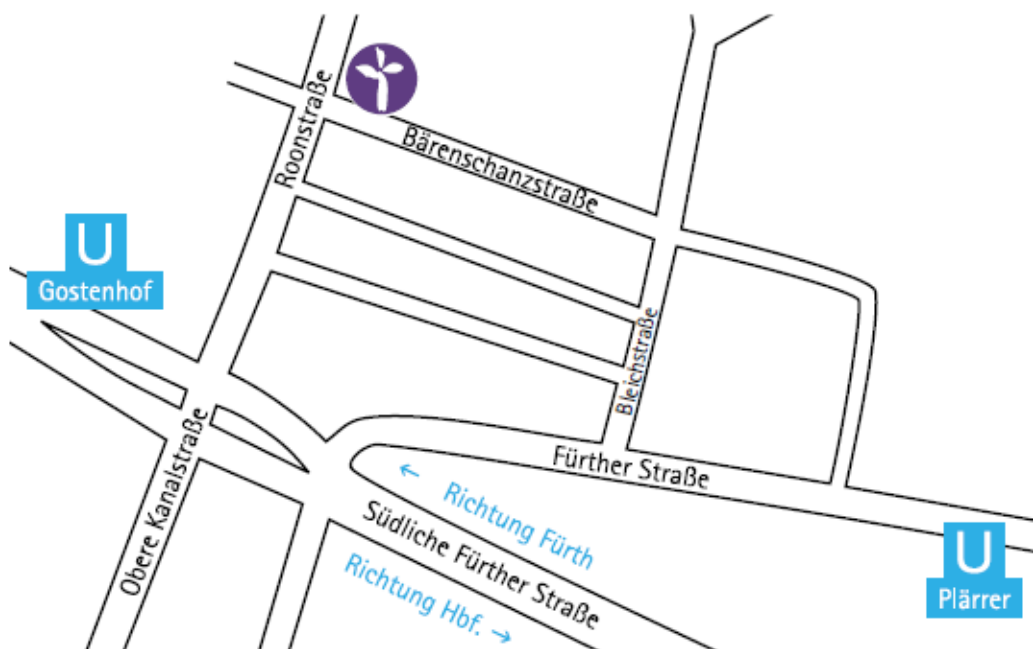 Roonstraße
Bärenschanzstraße
U
Gostenhof
Bleichstraße
Obere Kanalstraße
Fürther Straße
← Richtung Fürth
Südliche Fürther Straße
Richtung Hbf. →
U
Plärrer